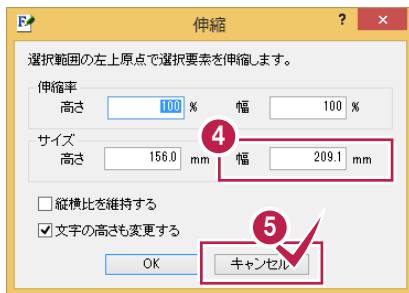 伸縮 ? ×
選択範囲の左上原点で選択要素を伸縮します。
伸縮率
高さ 100 % 幅 100 %
4
サイズ
高さ 156.0 mm 幅 209.1 mm
縦横比を維持する
文字の高さも変更する
5
OK キャンセル